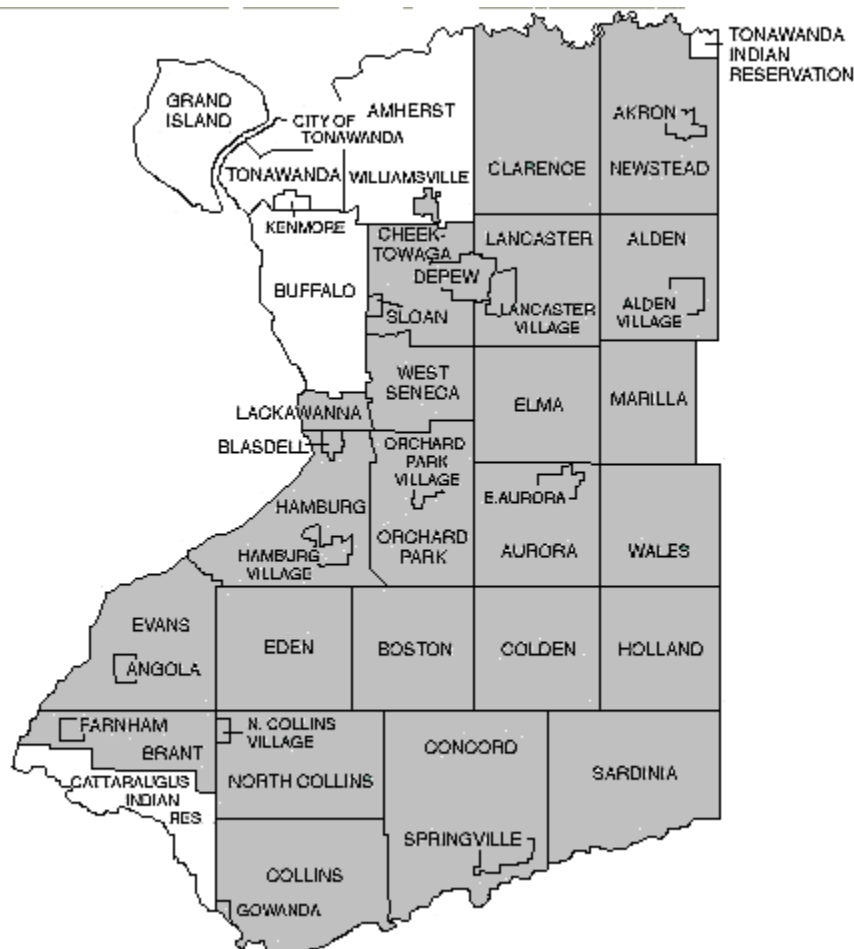 TONAWANDA
INDIAN
RESERVATION
GRAND
ISLAND
CITY OF
TONAWANDA
AMHERST
AKRON
TONAWANDA
WILLIAMSVILLE
CLARENCE
NEWSTEAD
KENMORE
CHEEK-
TOWAGA
LANCASTER
ALDEN
DEPEW
BUFFALO
SLOAN
LANCASTER
VILLAGE
ALDEN
VILLAGE
WEST
SENECA
ELMA
MARILLA
LACKAWANNA
BLASDELL
ORCHARD
PARK
VILLAGE
E.AURORA
HAMBURG
HAMBURG
VILLAGE
ORCHARD
PARK
AURORA
WALES
EVANS
ANGOLA
EDEN
BOSTON
COLDEN
HOLLAND
FARNHAM
BRANT
N. COLLINS
VILLAGE
CONCORD
CATTARAUGUS
INDIAN
RES
NORTH COLLINS
SARDINIA
SPRINGVILLE
COLLINS
GOWANDA